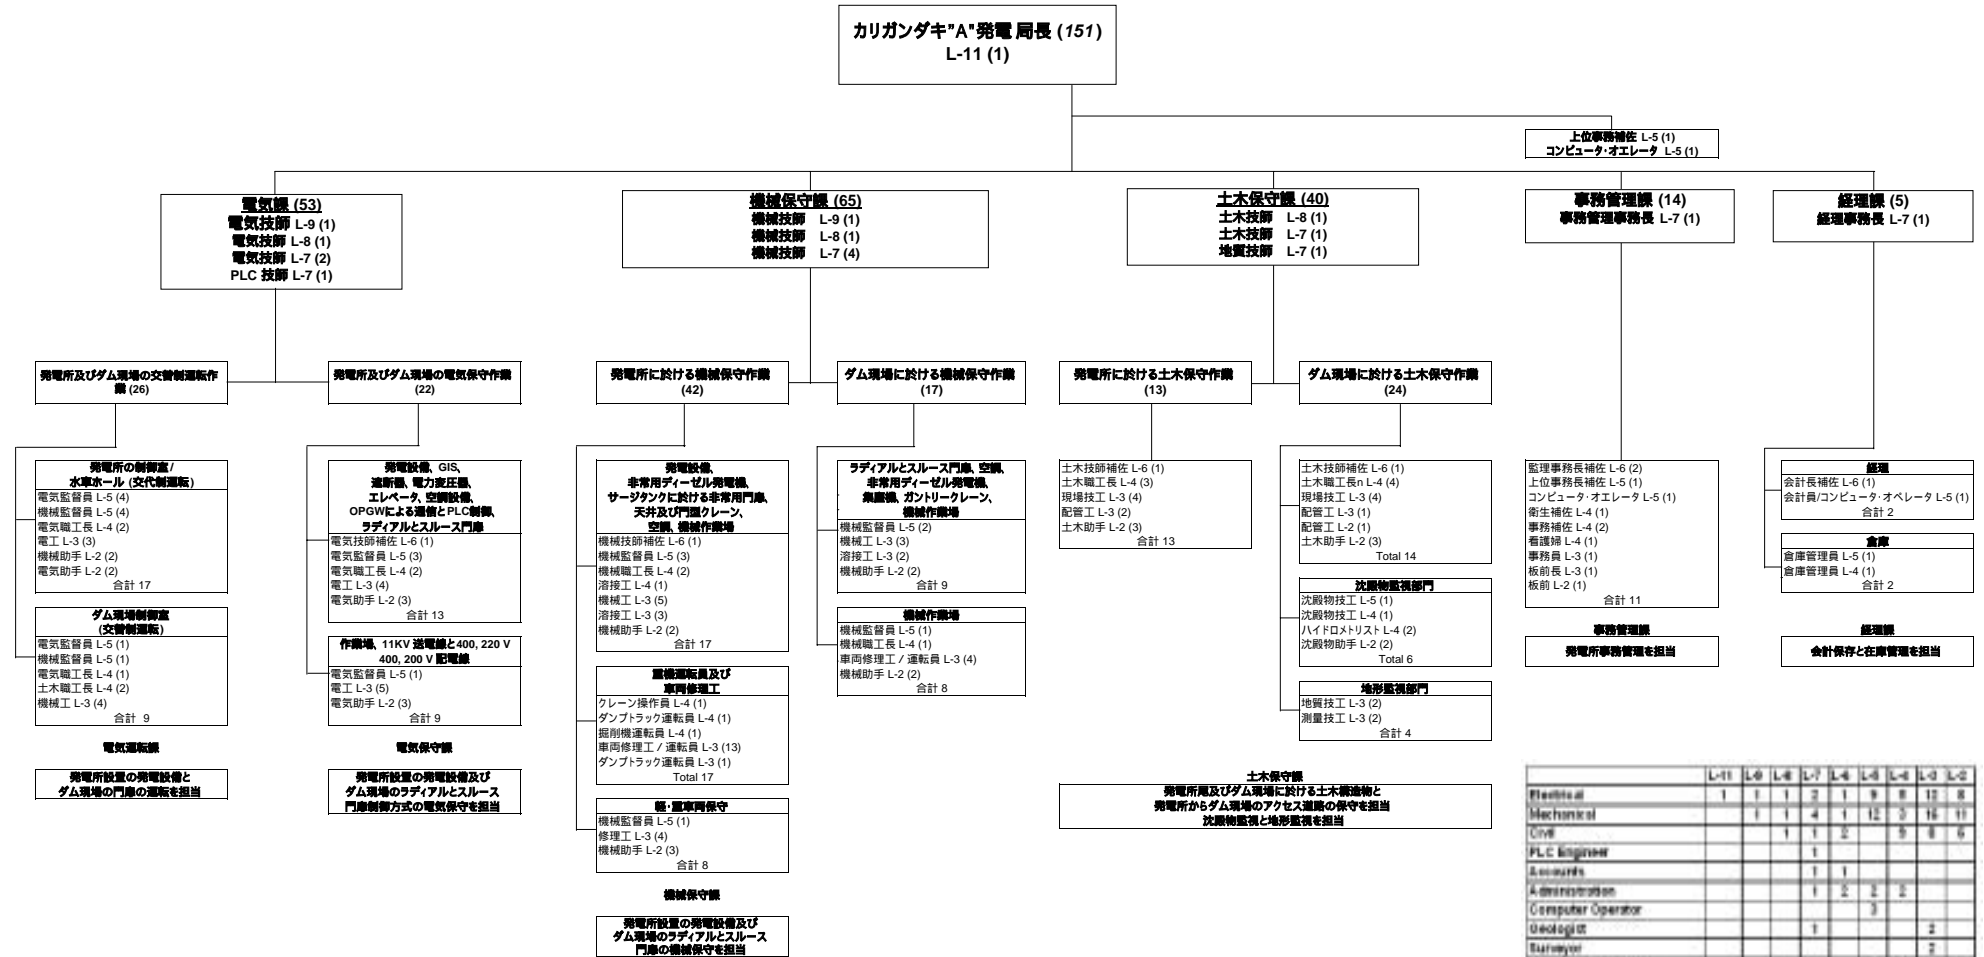 カリガンダキ"A"発電局長 (151)
L-11 (1)
上位事務補佐 L-5 (1)
コンピュータ・オエレータ L-5 (1)
電気課 (53)
電気技師 L-9 (1)
電気技師 L-8 (1)
電気技師 L-7 (2)
PLC 技師 L-7 (1)
機械保守課 (65)
機械技師 L-9 (1)
機械技師 L-8 (1)
機械技師 L-7 (4)
土木保守課 (40)
土木技師 L-8 (1)
土木技師 L-7 (1)
地質技師 L-7 (1)
事務管理課 (14)
事務管理事務長 L-7 (1)
経理課 (5)
経理事務長 L-7 (1)
発電所及びダム現場の交替制運転作
業 (26)
発電所及びダム現場の電気保守作業
(22)
発電所に於ける機械保守作業
(42)
ダム現場に於ける機械保守作業
(17)
発電所に於ける土木保守作業
(13)
ダム現場に於ける土木保守作業
(24)
発電所の制御室/
水車ホール (交代制運転)
電気監督員 L-5 (4)
機械監督員 L-5 (4)
電気職工長 L-4 (2)
電工 L-3 (3)
機械助手 L-2 (2)
電気助手 L-2 (2)
合計 17
ダム現場制御室
(交替制運転)
電気監督員 L-5 (1)
機械監督員 L-5 (1)
電気職工長 L-4 (1)
土木職工長 L-4 (2)
機械工 L-3 (4)
合計 9
電気運転課
発電所設置の発電設備と
ダム現場の門扉の運転を担当
発電設備、GIS、
遮断器、電力変圧器、
エレベータ、空調設備、
OPGWによる通信とPLC制御、
ラディアルとスルース門扉
電気技師補佐 L-6 (1)
電気監督員 L-5 (3)
電気職工長 L-4 (2)
電工 L-3 (4)
電気助手 L-2 (3)
合計 13
作業場、11KV 送電線と400, 220 V
400, 200 V 配電線
電気監督員 L-5 (1)
電工 L-3 (5)
電気助手 L-2 (3)
合計 9
電気保守課
発電所設置の発電設備及び
ダム現場のラディアルとスルース
門扉制御方式の電気保守を担当
発電設備、
非常用ディーゼル発電機、
サージタンクに於ける非常用門扉、
天井及び門型クレーン、
空調、機械作業場
機械技師補佐 L-6 (1)
機械監督員 L-5 (3)
機械職工長 L-4 (2)
溶接工 L-4 (1)
機械工 L-3 (5)
溶接工 L-3 (3)
機械助手 L-2 (2)
合計 17
重機運転員及び
車両修理工
クレーン操作員 L-4 (1)
ダンプトラック運転員 L-4 (1)
掘削機運転員 L-4 (1)
車両修理工 / 運転員 L-3 (13)
ダンプトラック運転員 L-3 (1)
Total 17
軽・重車両保守
機械監督員 L-5 (1)
修理工 L-3 (4)
機械助手 L-2 (3)
合計 8
機械保守課
発電所設置の発電設備及び
ダム現場のラディアルとスルース
門扉の機械保守を担当
ラディアルとスルース門扉、空調、
非常用ディーゼル発電機、
集塵機、ガントリークレーン、
機械作業場
機械監督員 L-5 (2)
機械工 L-3 (3)
溶接工 L-3 (2)
機械助手 L-2 (2)
合計 9
機械作業場
機械監督員 L-5 (1)
機械職工長 L-4 (1)
車両修理工 / 運転員 L-3 (4)
機械助手 L-2 (2)
合計 8
土木技師補佐 L-6 (1)
土木職工長 L-4 (3)
現場技工 L-3 (4)
配管工 L-3 (2)
土木助手 L-2 (3)
合計 13
土木技師補佐 L-6 (1)
土木職工長n L-4 (4)
現場技工 L-3 (4)
配管工 L-3 (1)
配管工 L-2 (1)
土木助手 L-2 (3)
Total 14
沈殿物監視部門
沈殿物技工 L-5 (1)
沈殿物技工 L-4 (1)
ハイドロメトリスト L-4 (2)
沈殿物助手 L-2 (2)
Total 6
地形監視部門
地質技工 L-3 (2)
測量技工 L-3 (2)
合計 4
土木保守課
発電所尾及びダム現場に於ける土木構造物と
発電所からダム現場のアクセス道路の保守を担当
沈殿物監視と地形監視を担当
監理事務長補佐 L-6 (2)
上位事務長補佐 L-5 (1)
コンピュータ・オエレータ L-5 (1)
衛生補佐 L-4 (1)
事務補佐 L-4 (2)
看護婦 L-4 (1)
事務員 L-3 (1)
板前長 L-3 (1)
板前 L-2 (1)
合計 11
事務管理課
発電所事務管理を担当
経理
会計長補佐 L-6 (1)
会計員/コンピュータ・オペレータ L-5 (1)
合計 2
倉庫
倉庫管理員 L-5 (1)
倉庫管理員 L-4 (1)
合計 2
経理課
会計保存と在庫管理を担当
L-11 L-9 L-8 L-7 L-6 L-5 L-4 L-3 L-2
Electrical 1 1 1 2 1 9 8 12 8
Mechanical 1 1 4 1 12 3 16 11
Civil 1 1 2 9 8 6
PLC Engineer 1
Accounts 1 1
Administration 1 2 2 2
Computer Operator 3
Geologist 1 2
Surveyor 2